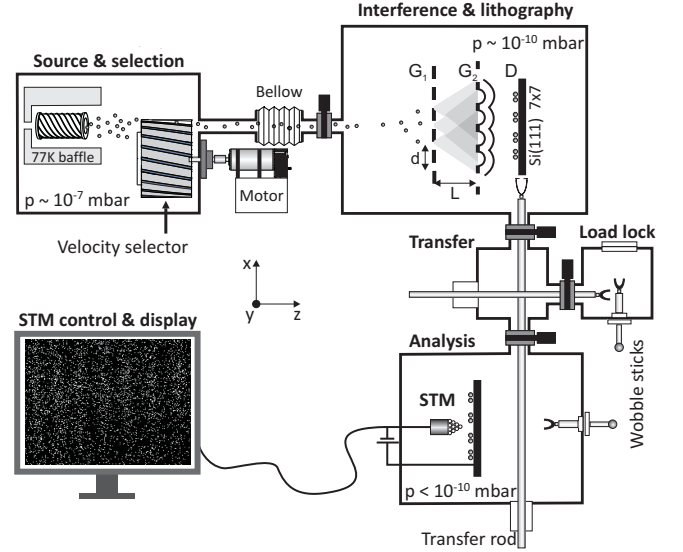 Interference & lithography
Source & selection
p ~ 10⁻¹⁰ mbar
Bellow
G₁ G₂ D
77K baffle
Si(111) 7x7
d
L
p ~ 10⁻⁷ mbar
Motor
Velocity selector
Transfer
Load lock
x
y
z
STM control & display
Analysis
STM
Wobble sticks
p < 10⁻¹⁰ mbar
Transfer rod